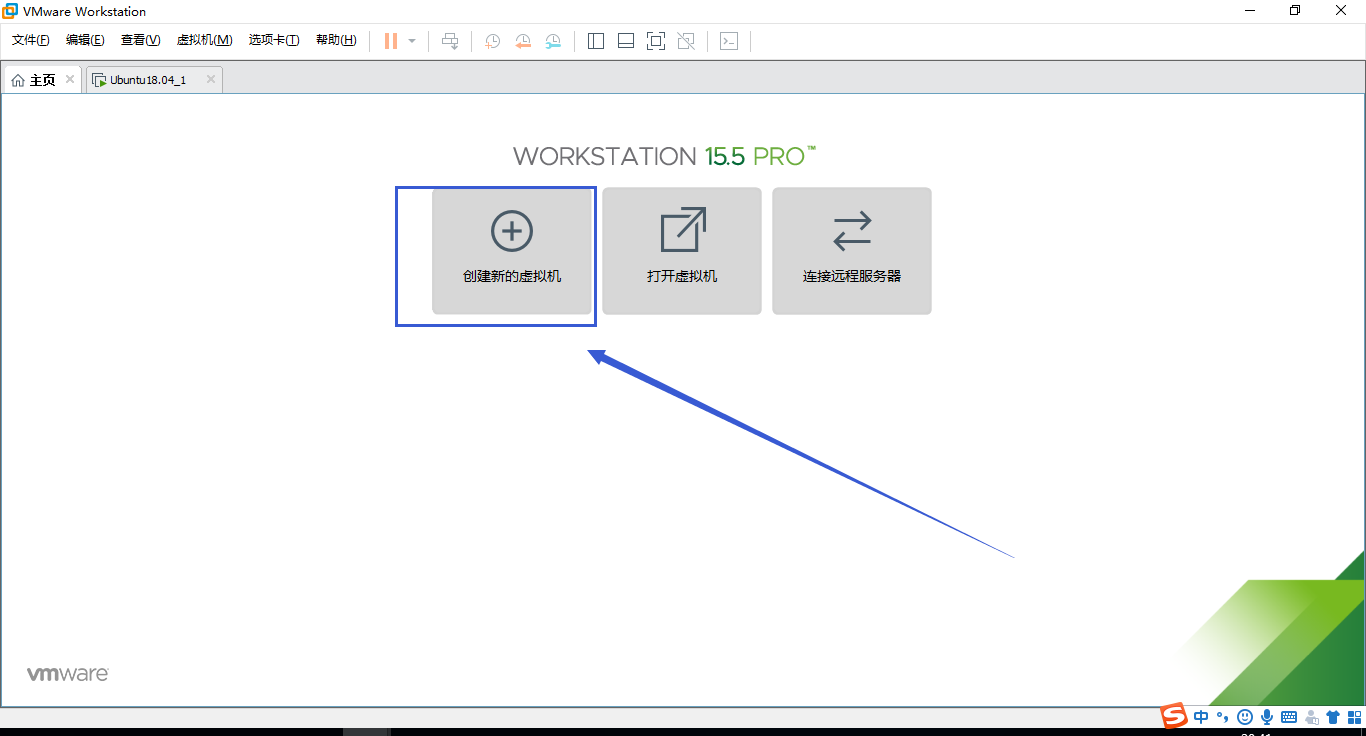 VMware Workstation
文件(F) 编辑(E) 查看(V) 虚拟机(M) 选项卡(T) 帮助(H)
主页 Ubuntu18.04_1
WORKSTATION 15.5 PRO™
创建新的虚拟机 打开虚拟机 连接远程服务器
vmware
S 中